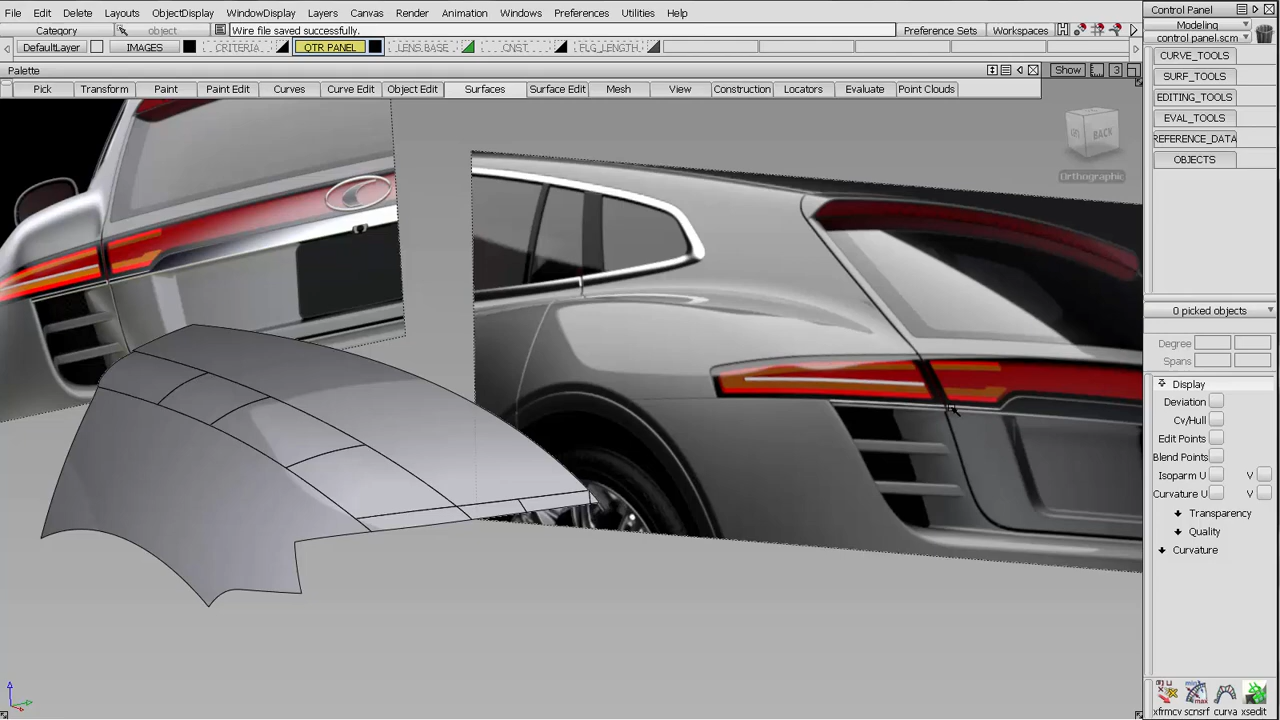 File Edit Delete Layouts ObjectDisplay WindowDisplay Layers Canvas Render Animation Windows Preferences Utilities Help
Control Panel
Category object Wire file saved successfully. Preference Sets Workspaces
Modeling
control panel.scm
DefaultLayer IMAGES CRITERIA OTR PANEL LENS BASE CNST FLG_LENGTH
Palette
Show 3
Pick Transform Paint Paint Edit Curves Curve Edit Object Edit Surfaces Surface Edit Mesh View Construction Locators Evaluate Point Clouds
CURVE_TOOLS
SURF_TOOLS
EDITING_TOOLS
EVAL_TOOLS
REFERENCE_DATA
OBJECTS
BACK
Orthographic
0 picked objects
Degree
Spans
Display
Deviation
Cv/Hull
Edit Points
Blend Points
Isoparm U V
Curvature U V
Transparency
Quality
Curvature
xfrmcv scnsrf curva xsedit